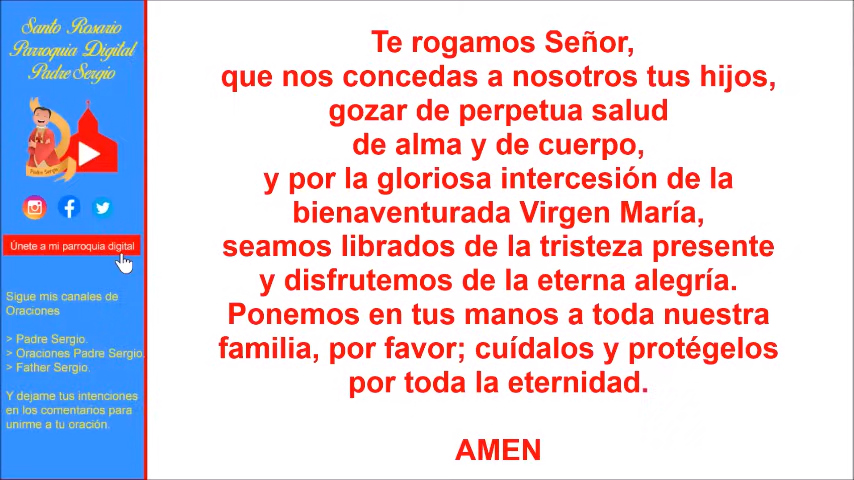 Santo Rosario
Parroquia Digital
Padre Sergio
Padre Sergio
Únete a mi parroquia digital
Sigue mis canales de
Oraciones
> Padre Sergio.
> Oraciones Padre Sergio.
> Father Sergio.
Y dejame tus intenciones
en los comentarios para
unirme a tu oración.
Te rogamos Señor,
que nos concedas a nosotros tus hijos,
gozar de perpetua salud
de alma y de cuerpo,
y por la gloriosa intercesión de la
bienaventurada Virgen María,
seamos librados de la tristeza presente
y disfrutemos de la eterna alegría.
Ponemos en tus manos a toda nuestra
familia, por favor; cuídalos y protégelos
por toda la eternidad.
AMEN